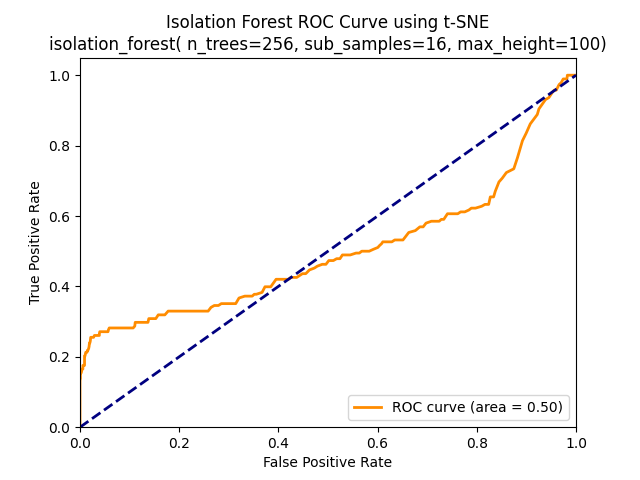 Isolation Forest ROC Curve using t-SNE
isolation_forest( n_trees=256, sub_samples=16, max_height=100)
True Positive Rate
1.0
0.8
0.6
0.4
0.2
0.0
ROC curve (area = 0.50)
0.0 0.2 0.4 0.6 0.8 1.0
False Positive Rate